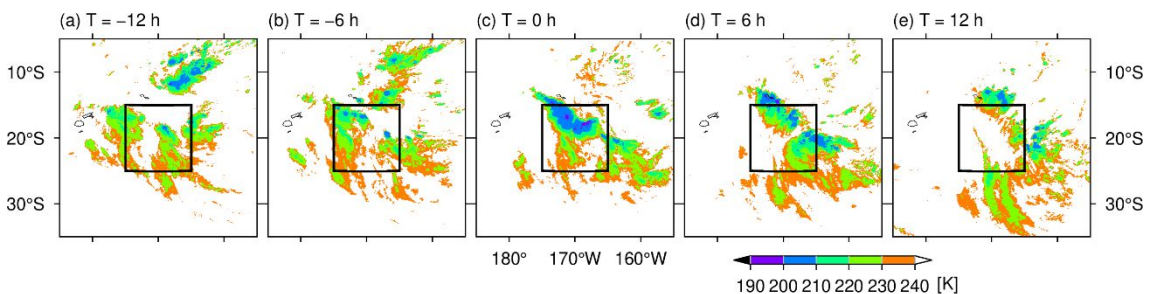 (a) T = −12 h (b) T = −6 h (c) T = 0 h (d) T = 6 h (e) T = 12 h
10°S 10°S
20°S 20°S
30°S 30°S
180° 170°W 160°W
190 200 210 220 230 240 [K]